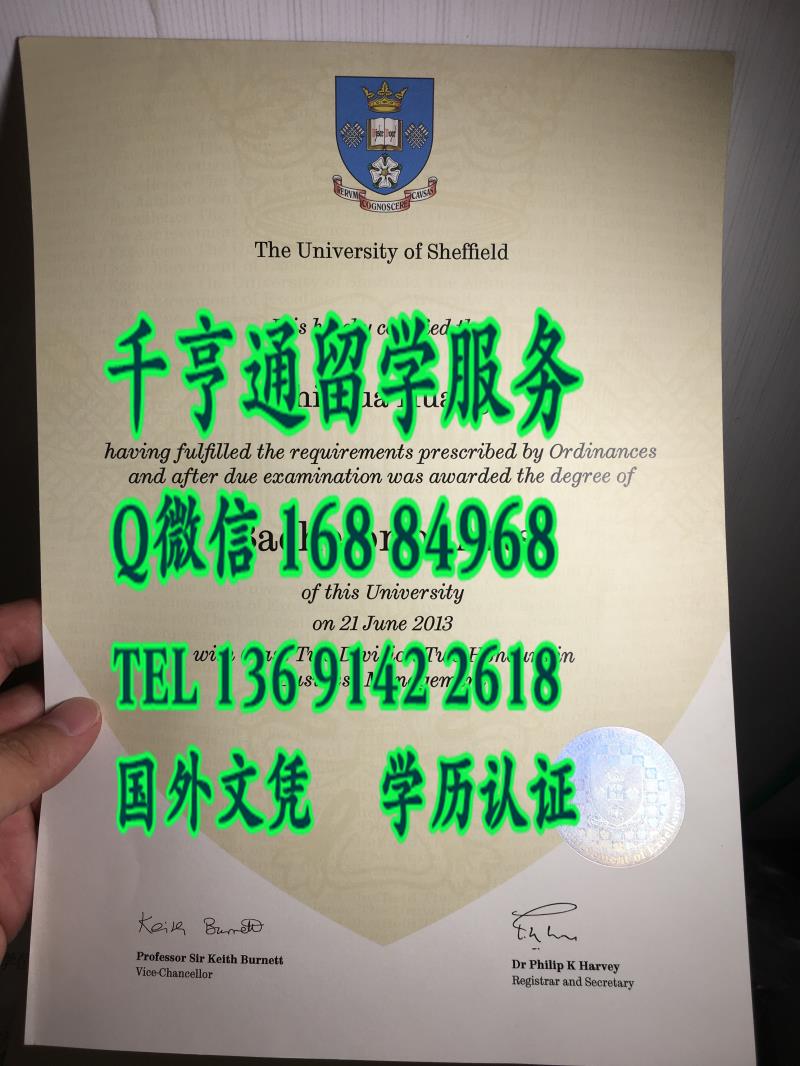 RERVM COGNOSCERE CAVSAS
The University of Sheffield
千亨通留学服务
having fulfilled the requirements prescribed by Ordinances
and after due examination was awarded the degree of
Q微信 168 84968
of this University
on 21 June 2013
TEL 136 9142 2618
国外文凭 学历认证
Keith Burnett
Professor Sir Keith Burnett
Vice-Chancellor
Dr Philip K Harvey
Registrar and Secretary